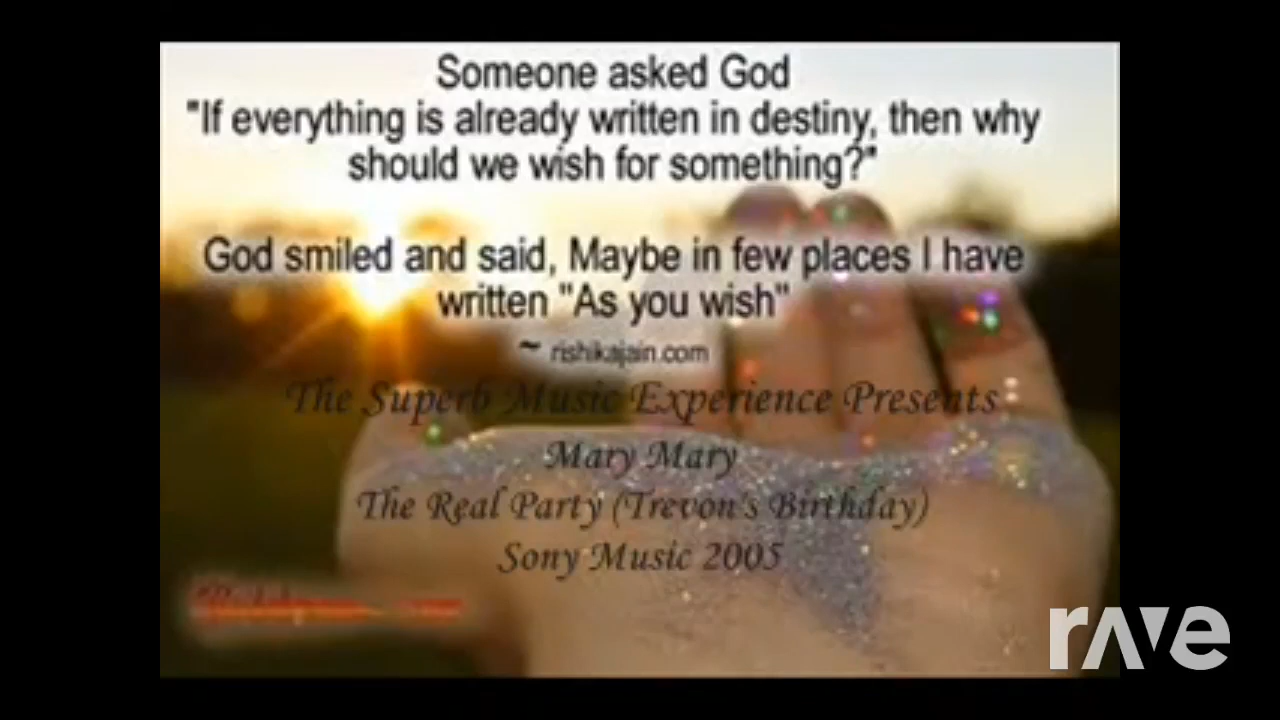 Someone asked God
"If everything is already written in destiny, then why
should we wish for something?"
God smiled and said, Maybe in few places I have
written "As you wish"
~ rishikajain.com
The Superb Music Experience Presents
Mary Mary
The Real Party (Trevon's Birthday)
Sony Music 2005
rave